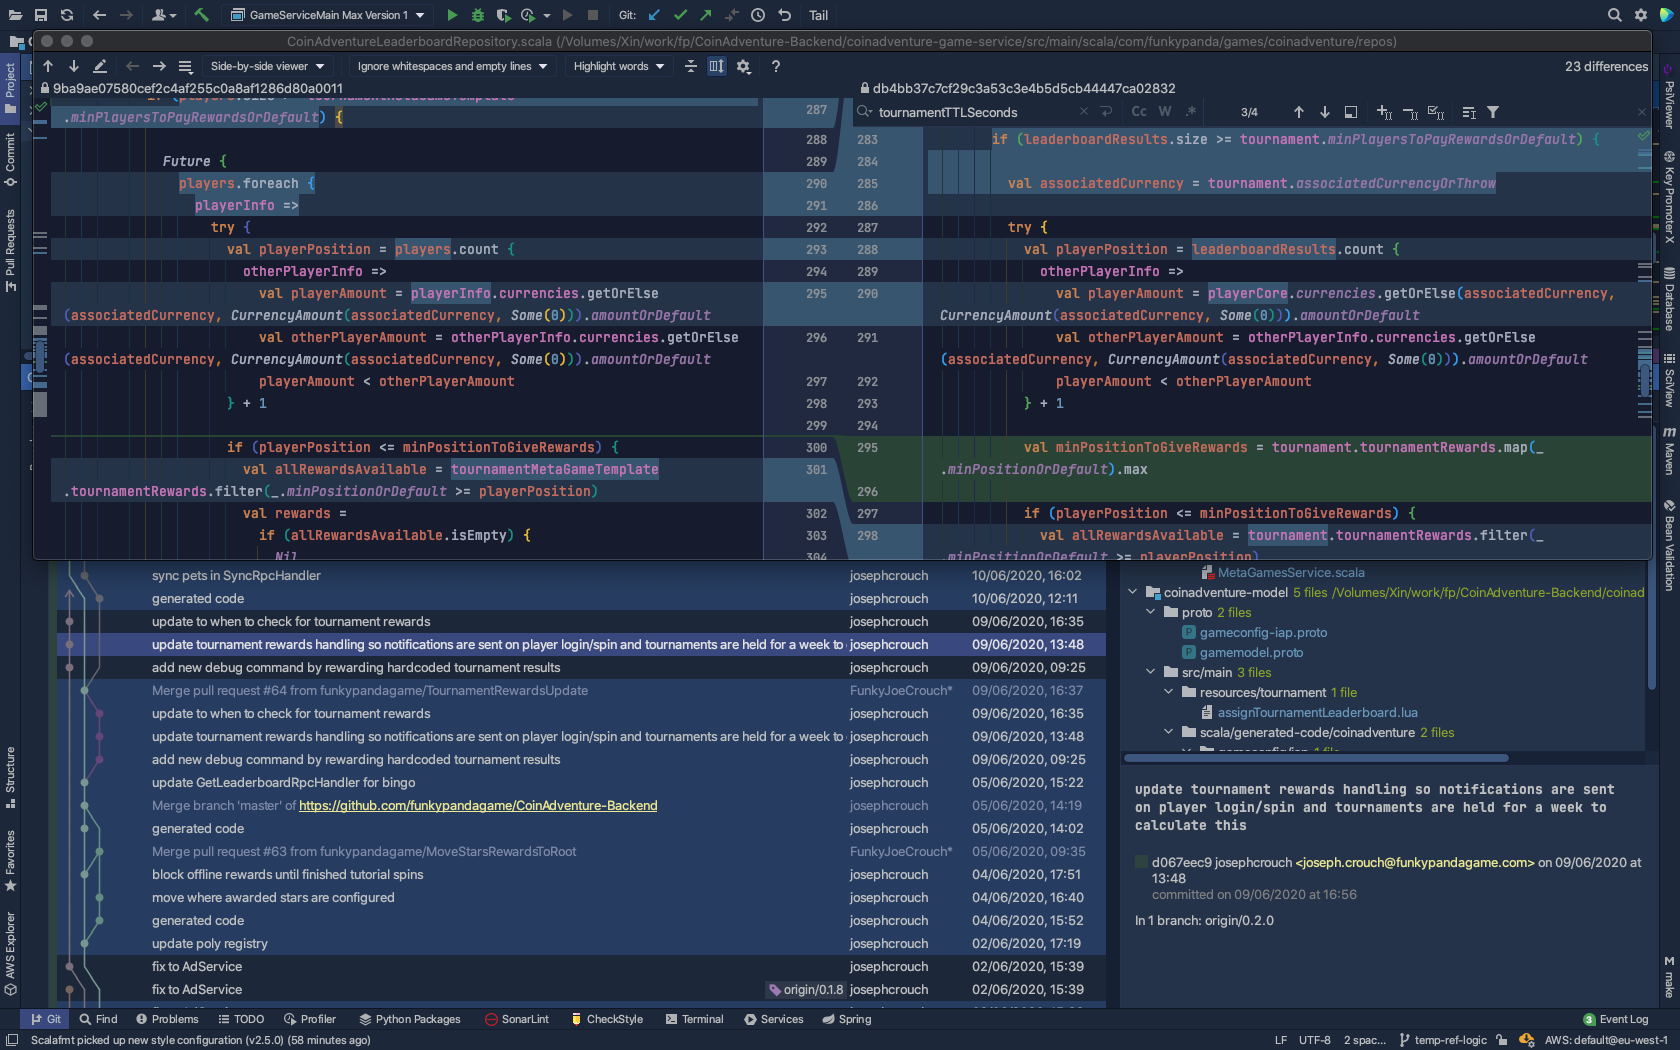 GameServiceMain Max Version 1
Git:
Tail
CoinAdventureLeaderboardRepository.scala (/Volumes/Xin/work/fp/CoinAdventure-Backend/coinadventure-game-service/src/main/scala/com/funkypanda/games/coinadventure/repos)
Side-by-side viewer
Ignore whitespaces and empty lines
Highlight words
?
23 differences
9ba9ae07580cef2c4af255c0a8af1286d80a0011
db4bb37c7cf29c3a53c3e4b5d5cb44447ca02832
tournamentTTLSeconds
Cc W .*
3/4
.minPlayersToPayRewardsOrDefault) {
287
288
Future {
289
players.foreach {
290
playerInfo =>
291
try {
292
val playerPosition = players.count {
293
otherPlayerInfo =>
294
val playerAmount = playerInfo.currencies.getOrElse
295
(associatedCurrency, CurrencyAmount(associatedCurrency, Some(0))).amountOrDefault
val otherPlayerAmount = otherPlayerInfo.currencies.getOrElse
296
(associatedCurrency, CurrencyAmount(associatedCurrency, Some(0))).amountOrDefault
playerAmount < otherPlayerAmount
297
} + 1
298
299
if (playerPosition <= minPositionToGiveRewards) {
300
val allRewardsAvailable = tournamentMetaGameTemplate
301
.tournamentRewards.filter(_.minPositionOrDefault >= playerPosition)
val rewards =
302
if (allRewardsAvailable.isEmpty) {
303
Nil
304
283
if (leaderboardResults.size >= tournament.minPlayersToPayRewardsOrDefault) {
284
285
val associatedCurrency = tournament.associatedCurrencyOrThrow
286
287
try {
288
val playerPosition = leaderboardResults.count {
289
otherPlayerInfo =>
290
val playerAmount = playerCore.currencies.getOrElse(associatedCurrency,
CurrencyAmount(associatedCurrency, Some(0))).amountOrDefault
291
val otherPlayerAmount = otherPlayerInfo.currencies.getOrElse
(associatedCurrency, CurrencyAmount(associatedCurrency, Some(0))).amountOrDefault
292
playerAmount < otherPlayerAmount
293
} + 1
294
295
val minPositionToGiveRewards = tournament.tournamentRewards.map(_
.minPositionOrDefault).max
296
297
if (playerPosition <= minPositionToGiveRewards) {
298
val allRewardsAvailable = tournament.tournamentRewards.filter(_
.minPositionOrDefault >= playerPosition)
sync pets in SyncRpcHandler josephcrouch 10/06/2020, 16:02
generated code josephcrouch 10/06/2020, 12:11
update to when to check for tournament rewards josephcrouch 09/06/2020, 16:35
update tournament rewards handling so notifications are sent on player login/spin and tournaments are held for a week to josephcrouch 09/06/2020, 13:48
add new debug command by rewarding hardcoded tournament results josephcrouch 09/06/2020, 09:25
Merge pull request #64 from funkypandagame/TournamentRewardsUpdate FunkyJoeCrouch* 09/06/2020, 16:37
update to when to check for tournament rewards josephcrouch 09/06/2020, 16:35
update tournament rewards handling so notifications are sent on player login/spin and tournaments are held for a week to josephcrouch 09/06/2020, 13:48
add new debug command by rewarding hardcoded tournament results josephcrouch 09/06/2020, 09:25
update GetLeaderboardRpcHandler for bingo josephcrouch 05/06/2020, 15:22
Merge branch 'master' of https://github.com/funkypandagame/CoinAdventure-Backend josephcrouch 05/06/2020, 14:19
generated code josephcrouch 05/06/2020, 14:02
Merge pull request #63 from funkypandagame/MoveStarsRewardsToRoot FunkyJoeCrouch* 05/06/2020, 09:35
block offline rewards until finished tutorial spins josephcrouch 04/06/2020, 17:51
move where awarded stars are configured josephcrouch 04/06/2020, 16:40
generated code josephcrouch 04/06/2020, 15:52
update poly registry josephcrouch 02/06/2020, 17:19
fix to AdService josephcrouch 02/06/2020, 15:39
fix to AdService origin/0.1.8 josephcrouch 02/06/2020, 15:39
MetaGamesService.scala
coinadventure-model 5 files /Volumes/Xin/work/fp/CoinAdventure-Backend/coinad
proto 2 files
gameconfig-iap.proto
gamemodel.proto
src/main 3 files
resources/tournament 1 file
assignTournamentLeaderboard.lua
scala/generated-code/coinadventure 2 files
update tournament rewards handling so notifications are sent
on player login/spin and tournaments are held for a week to
calculate this
d067eec9 josephcrouch <joseph.crouch@funkypandagame.com> on 09/06/2020 at
13:48
committed on 09/06/2020 at 16:56
In 1 branch: origin/0.2.0
Project
Commit
Pull Requests
Structure
Favorites
AWS Explorer
PsiViewer
Key Promoter X
Database
SciView
Maven
Bean Validation
make
Git
Find
Problems
TODO
Profiler
Python Packages
SonarLint
CheckStyle
Terminal
Services
Spring
3 Event Log
Scalafmt picked up new style configuration (v2.5.0) (58 minutes ago)
LF
UTF-8
2 spac...
temp-ref-logic
AWS: default@eu-west-1